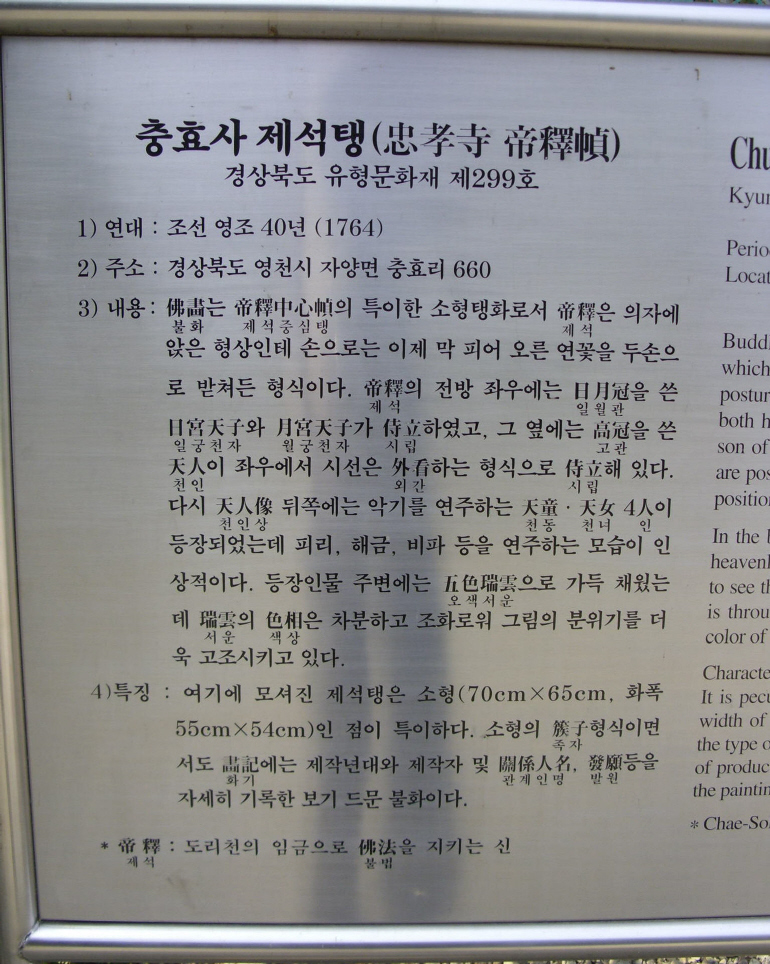 충효사 제석탱(忠孝寺 帝釋幀)
경상북도 유형문화재 제299호
1) 연대 : 조선 영조 40년 (1764)
2) 주소 : 경상북도 영천시 자양면 충효리 660
3) 내용 : 佛畵는 帝釋中心幀의 특이한 소형탱화로서 帝釋은 의자에
불화 제석중심탱 제석
앉은 형상인테 손으로는 이제 막 피어 오른 연꽃을 두손으
로 받쳐든 형식이다. 帝釋의 전방 좌우에는 日月冠을 쓴
제석 일월관
日宮天子와 月宮天子가 侍立하였고, 그 옆에는 高冠을 쓴
일궁천자 월궁천자 시립 고관
天人이 좌우에서 시선은 外看하는 형식으로 侍立해 있다.
천인 외간 시립
다시 天人像 뒤쪽에는 악기를 연주하는 天童 · 天女 4人이
천인상 천동 천녀 인
등장되었는데 피리, 해금, 비파 등을 연주하는 모습이 인
상적이다. 등장인물 주변에는 五色瑞雲으로 가득 채웠는
오색서운
데 瑞雲의 色相은 차분하고 조화로워 그림의 분위기를 더
서운 색상
욱 고조시키고 있다.
4)특징 : 여기에 모셔진 제석탱은 소형(70cm×65cm, 화폭
55cm×54cm)인 점이 특이하다. 소형의 簇子형식이면
족자
서도 畵記에는 제작년대와 제작자 및 關係人名, 發願등을
화기 관계인명 발원
자세히 기록한 보기 드문 불화이다.
* 帝釋 : 도리천의 임금으로 佛法을 지키는 신
제석 불법
Chu
Kyun
Perio
Locat
Budd
which
postur
both h
son of
are pos
position
In the b
heavenl
to see th
is throu
color of
Characte
It is pecu
width of
the type o
of produc
the paintin
* Chae-So